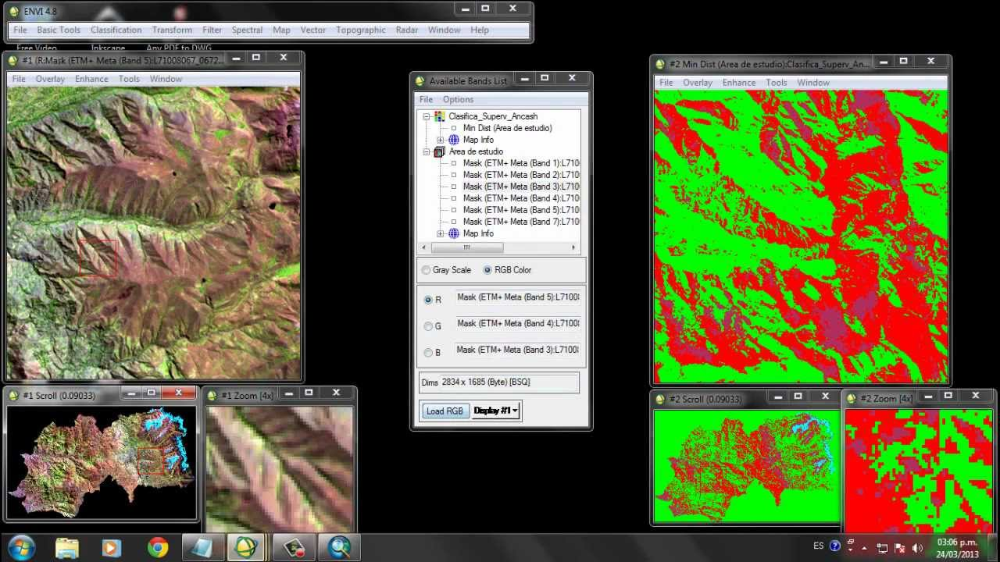 ENVI 4.8
File Basic Tools Classification Transform Filter Spectral Map Vector Topographic Radar Window Help
Free Video Inkscape Any PDF to DWG
#1 (R:Mask (ETM+ Meta (Band 5):L71008067_0672...
File Overlay Enhance Tools Window
Available Bands List
File Options
Clasifica_Superv_Ancash
Min Dist (Area de estudio)
Map Info
Area de estudio
Mask (ETM+ Meta (Band 1):L710
Mask (ETM+ Meta (Band 2):L710
Mask (ETM+ Meta (Band 3):L710
Mask (ETM+ Meta (Band 4):L710
Mask (ETM+ Meta (Band 5):L710
Mask (ETM+ Meta (Band 7):L710
Map Info
Gray Scale RGB Color
R Mask (ETM+ Meta (Band 5):L7100
G Mask (ETM+ Meta (Band 4):L7100
B Mask (ETM+ Meta (Band 3):L7100
Dims 2834 x 1685 (Byte) [BSQ]
Load RGB Display #1
#2 Min Dist (Area de estudio):Clasifica_Superv_An...
File Overlay Enhance Tools Window
#1 Scroll (0.09033)
#1 Zoom [4x]
#2 Scroll (0.09033)
#2 Zoom [4x]
ES
03:06 p.m.
24/03/2013